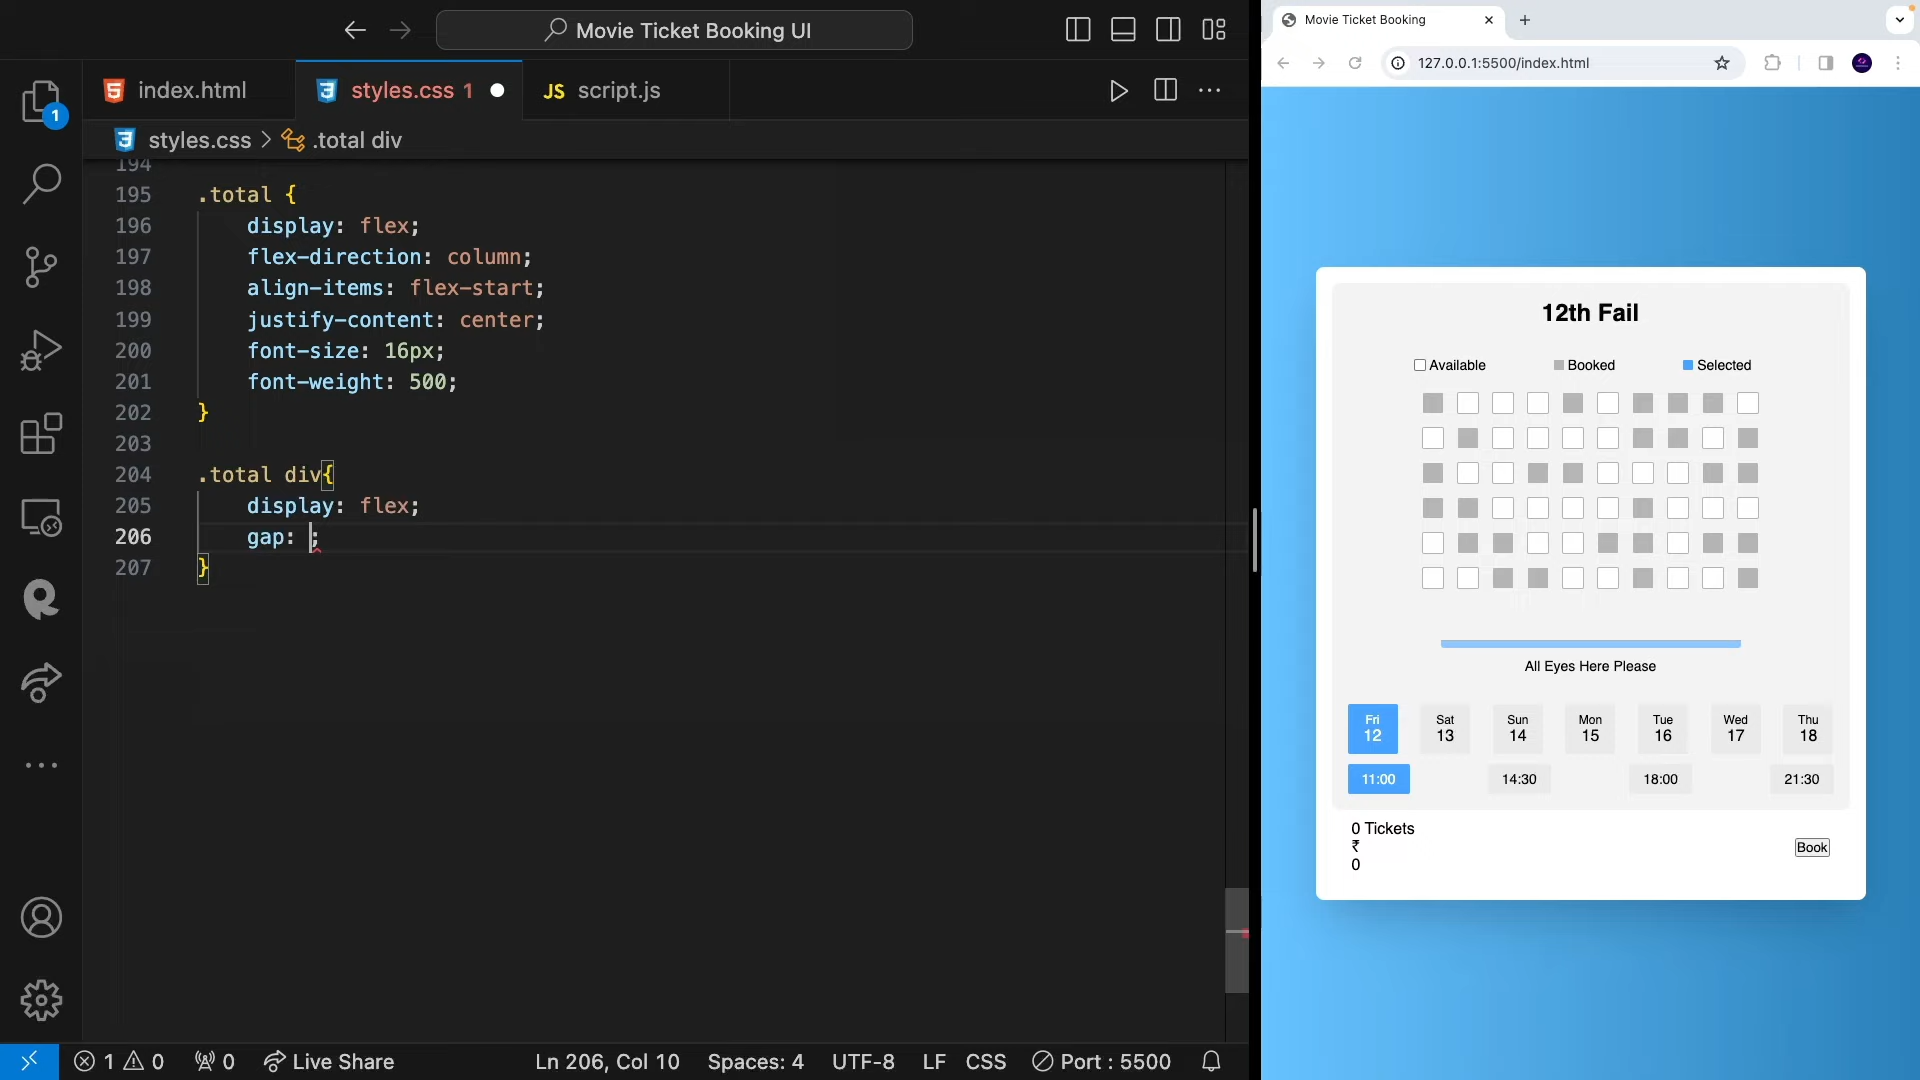 Movie Ticket Booking UI
index.html
styles.css 1
JS script.js
1
styles.css > .total div
194
195 .total {
196 display: flex;
197 flex-direction: column;
198 align-items: flex-start;
199 justify-content: center;
200 font-size: 16px;
201 font-weight: 500;
202 }
203
204 .total div{
205 display: flex;
206 gap: ;
207 }
1 0 0 Live Share Ln 206, Col 10 Spaces: 4 UTF-8 LF CSS Port : 5500
Movie Ticket Booking
127.0.0.1:5500/index.html
12th Fail
Available Booked Selected
All Eyes Here Please
Fri Sat Sun Mon Tue Wed Thu
12 13 14 15 16 17 18
11:00 14:30 18:00 21:30
0 Tickets
₹
0
Book